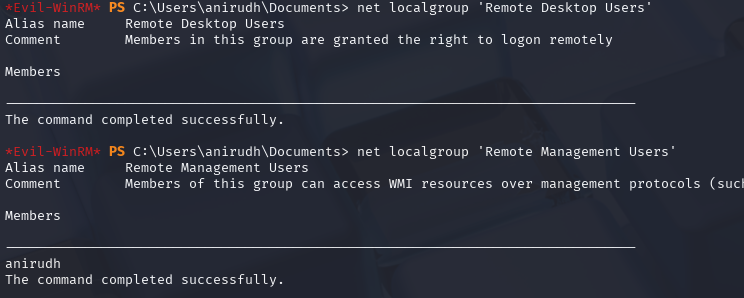 *Evil-WinRM* PS C:\Users\anirudh\Documents> net localgroup 'Remote Desktop Users'
Alias name     Remote Desktop Users
Comment        Members in this group are granted the right to logon remotely
Members
The command completed successfully.
*Evil-WinRM* PS C:\Users\anirudh\Documents> net localgroup 'Remote Management Users'
Alias name     Remote Management Users
Comment        Members of this group can access WMI resources over management protocols (such
Members
anirudh
The command completed successfully.